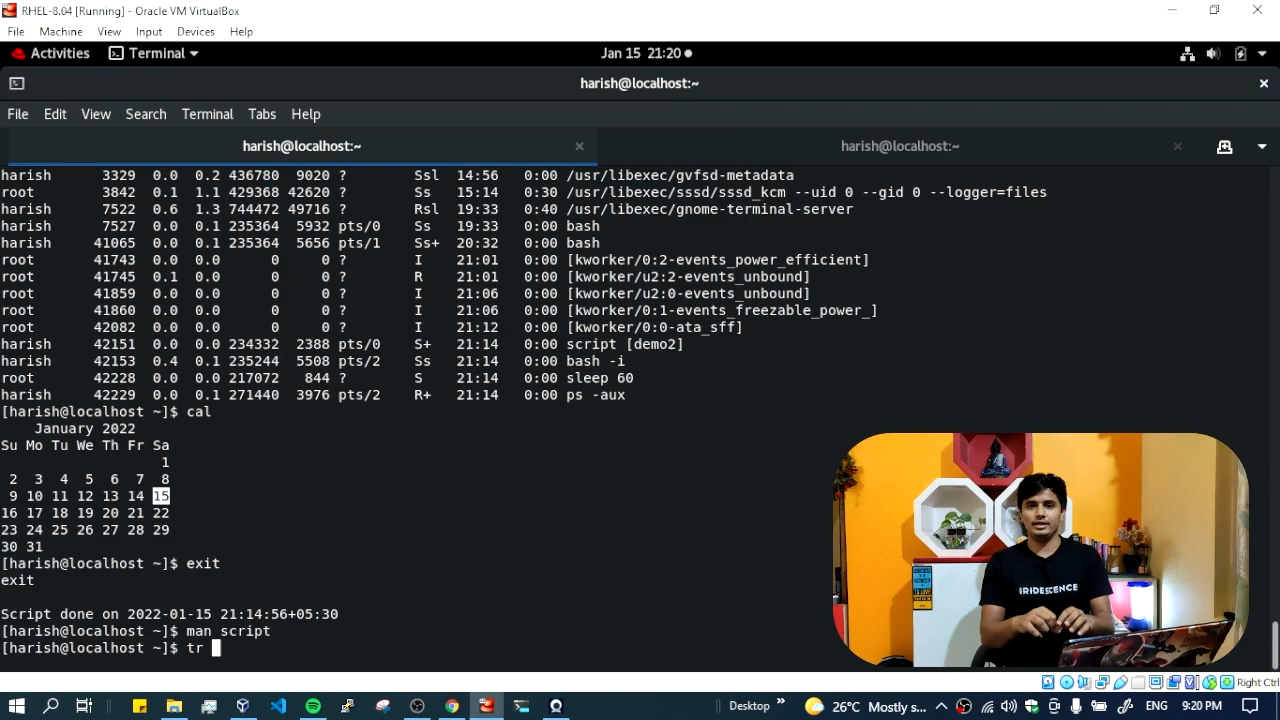 RHEL-8.04 [Running] - Oracle VM VirtualBox
File Machine View Input Devices Help
Activities Terminal Jan 15 21:20
harish@localhost:~
File Edit View Search Terminal Tabs Help
harish@localhost:~ harish@localhost:~
harish 3329 0.0 0.2 436780 9020 ? Ssl 14:56 0:00 /usr/libexec/gvfsd-metadata
root 3842 0.1 1.1 429368 42620 ? Ss 15:14 0:30 /usr/libexec/sssd/sssd_kcm --uid 0 --gid 0 --logger=files
harish 7522 0.6 1.3 744472 49716 ? Rsl 19:33 0:40 /usr/libexec/gnome-terminal-server
harish 7527 0.0 0.1 235364 5932 pts/0 Ss 19:33 0:00 bash
harish 41065 0.0 0.1 235364 5656 pts/1 Ss+ 20:32 0:00 bash
root 41743 0.0 0.0 0 0 ? I 21:01 0:00 [kworker/0:2-events_power_efficient]
root 41745 0.1 0.0 0 0 ? R 21:01 0:00 [kworker/u2:2-events_unbound]
root 41859 0.0 0.0 0 0 ? I 21:06 0:00 [kworker/u2:0-events_unbound]
root 41860 0.0 0.0 0 0 ? I 21:06 0:00 [kworker/0:1-events_freezable_power_]
root 42082 0.0 0.0 0 0 ? I 21:12 0:00 [kworker/0:0-ata_sff]
harish 42151 0.0 0.0 234332 2388 pts/0 S+ 21:14 0:00 script [demo2]
harish 42153 0.4 0.1 235244 5508 pts/2 Ss 21:14 0:00 bash -i
root 42228 0.0 0.0 217072 844 ? S 21:14 0:00 sleep 60
harish 42229 0.0 0.1 271440 3976 pts/2 R+ 21:14 0:00 ps -aux
[harish@localhost ~]$ cal
January 2022
Su Mo Tu We Th Fr Sa
1
2 3 4 5 6 7 8
9 10 11 12 13 14 15
16 17 18 19 20 21 22
23 24 25 26 27 28 29
30 31
[harish@localhost ~]$ exit
exit
Script done on 2022-01-15 21:14:56+05:30
[harish@localhost ~]$ man script
[harish@localhost ~]$ tr
IRIDESCENCE
Right Ctrl
Desktop 26°C Mostly s... ENG 9:20 PM